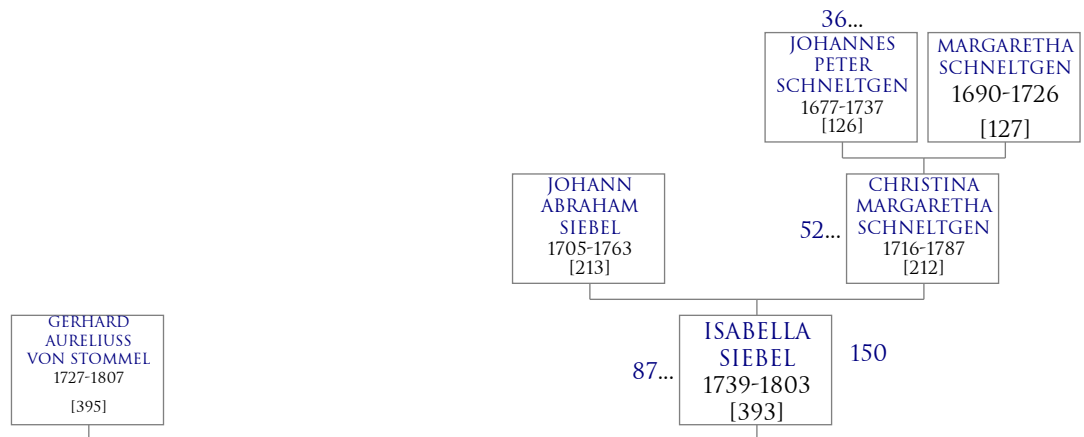 36...
JOHANNES
PETER
SCHNELTGEN
1677-1737
[126]
MARGARETHA
SCHNELTGEN
1690-1726
[127]
JOHANN
ABRAHAM
SIEBEL
1705-1763
[213]
52...
CHRISTINA
MARGARETHA
SCHNELTGEN
1716-1787
[212]
GERHARD
AURELIUSS
VON STOMMEL
1727-1807
[395]
87...
ISABELLA
SIEBEL
1739-1803
[393]
150